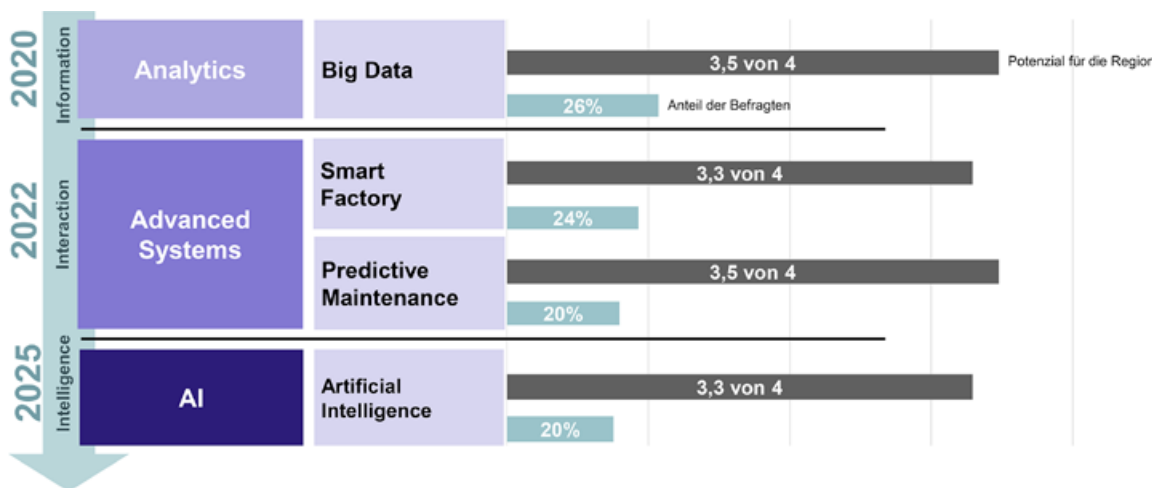 2020
Information
Analytics
Big Data
3,5 von 4
Potenzial für die Region
26%
Anteil der Befragten
2022
Interaction
Advanced
Systems
Smart
Factory
3,3 von 4
24%
Predictive
Maintenance
3,5 von 4
20%
2025
Intelligence
AI
Artificial
Intelligence
3,3 von 4
20%